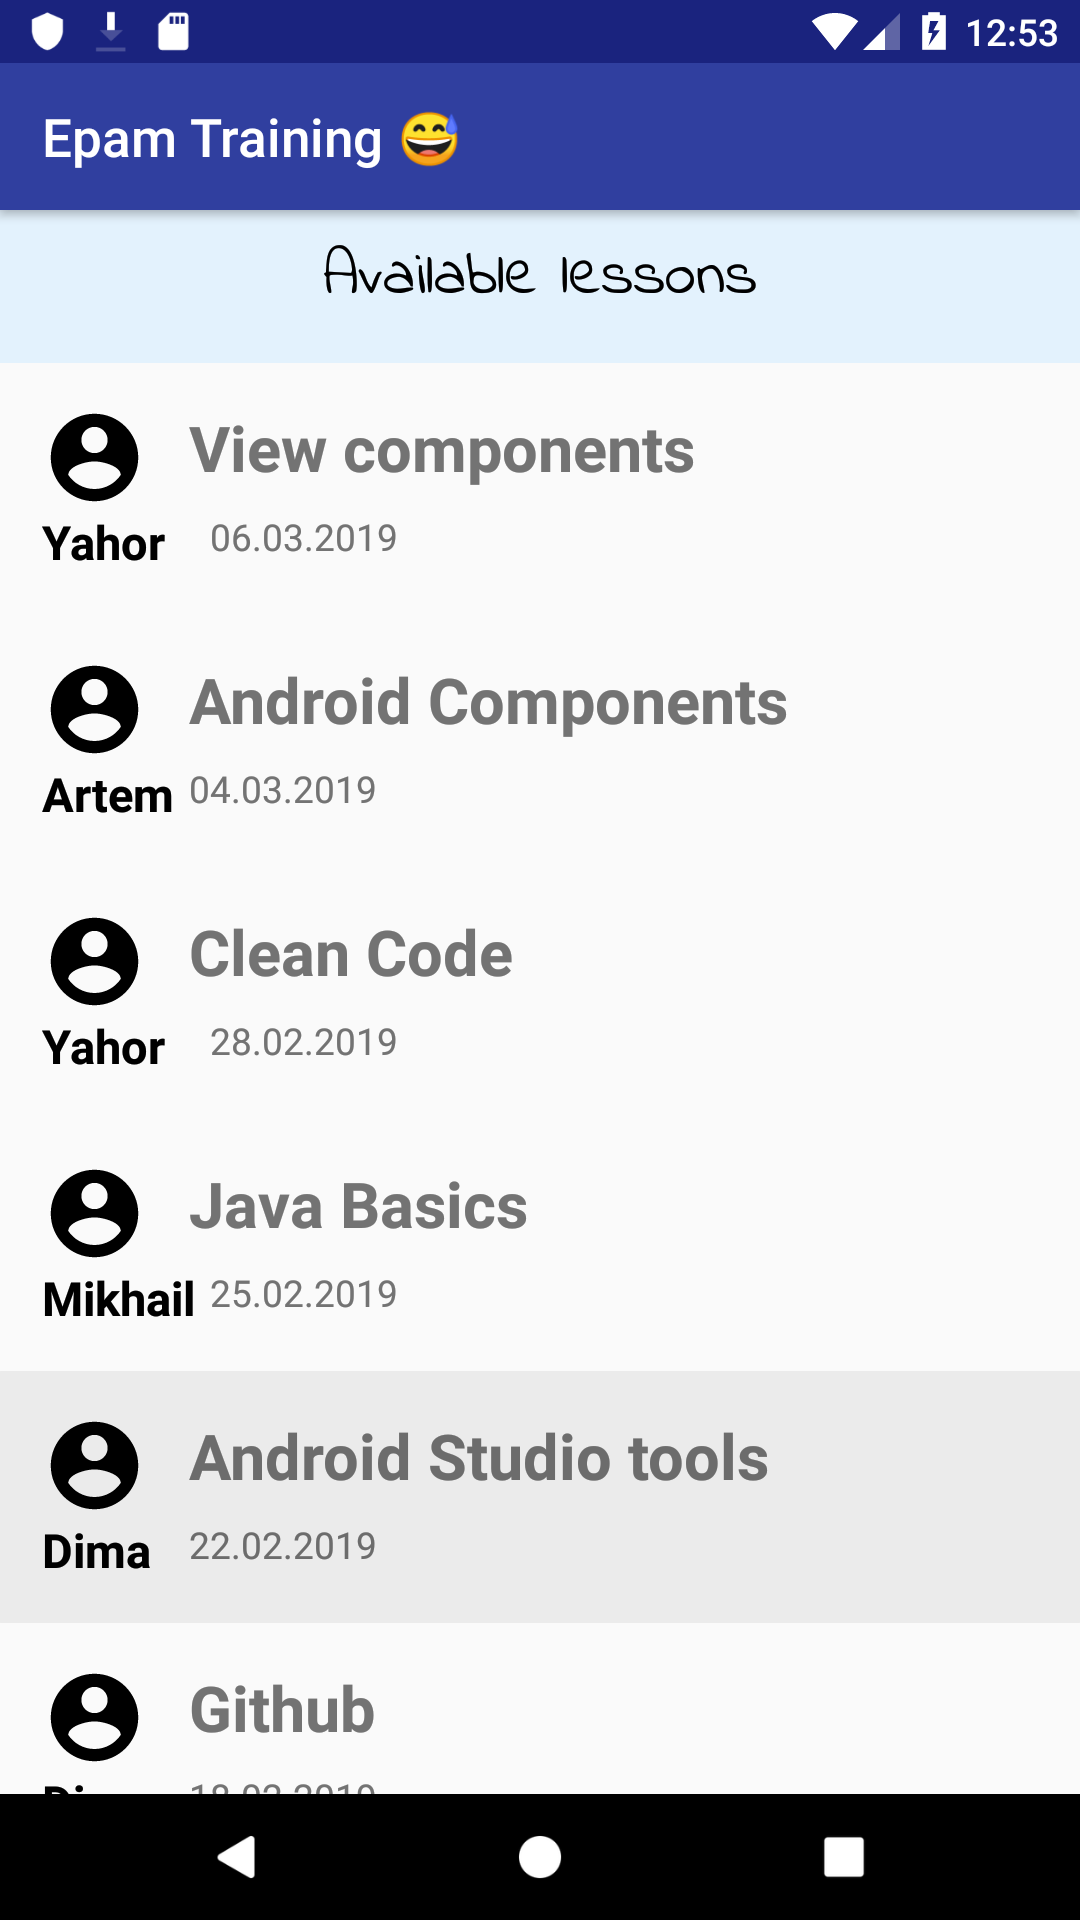 12:53
Epam Training 😅
Available lessons
View components
Yahor 06.03.2019
Android Components
Artem 04.03.2019
Clean Code
Yahor 28.02.2019
Java Basics
Mikhail 25.02.2019
Android Studio tools
Dima 22.02.2019
Github